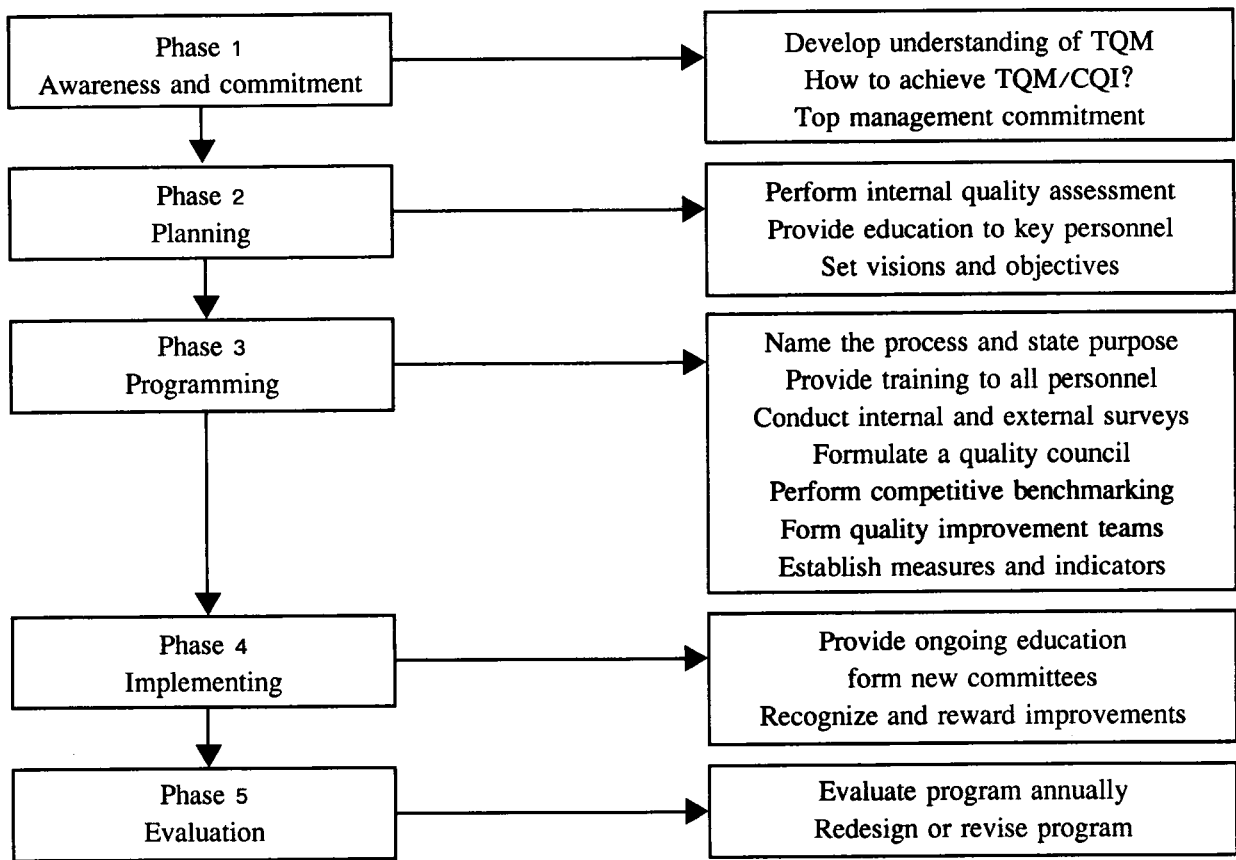 Phase 1
Awareness and commitment
Develop understanding of TQM
How to achieve TQM/CQI?
Top management commitment
Phase 2
Planning
Perform internal quality assessment
Provide education to key personnel
Set visions and objectives
Phase 3
Programming
Name the process and state purpose
Provide training to all personnel
Conduct internal and external surveys
Formulate a quality council
Perform competitive benchmarking
Form quality improvement teams
Establish measures and indicators
Phase 4
Implementing
Provide ongoing education
form new committees
Recognize and reward improvements
Phase 5
Evaluation
Evaluate program annually
Redesign or revise program